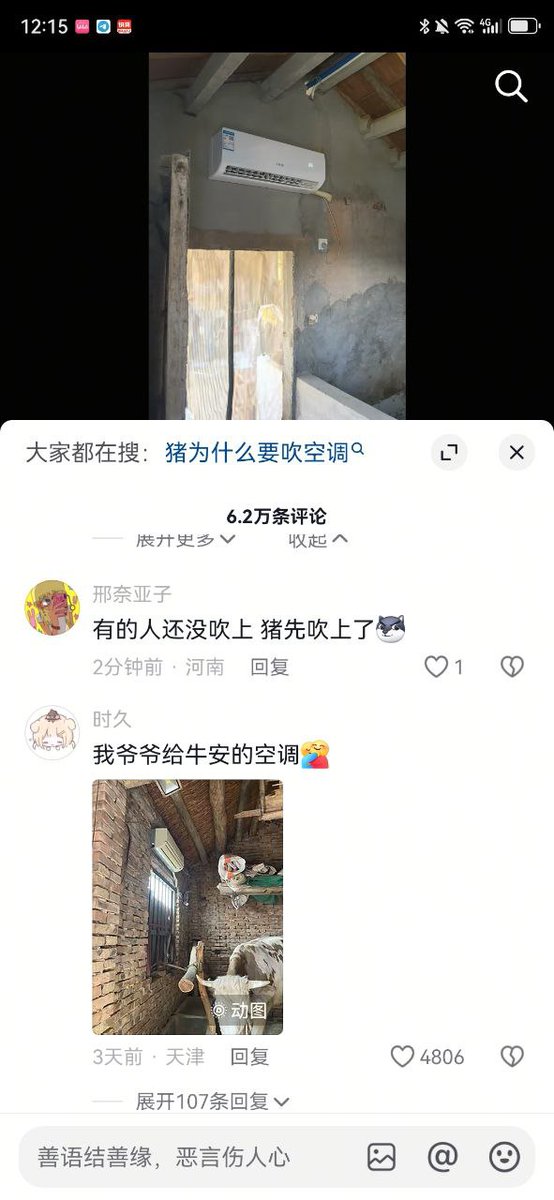 12:15
4G
大家都在搜：猪为什么要吹空调
6.2万条评论
展开更多
收起
邢奈亚子
有的人还没吹上 猪先吹上了
2分钟前 · 河南 回复
1
时久
我爷爷给牛安的空调
动图
3天前 · 天津 回复
4806
展开107条回复
善语结善缘，恶言伤人心
@